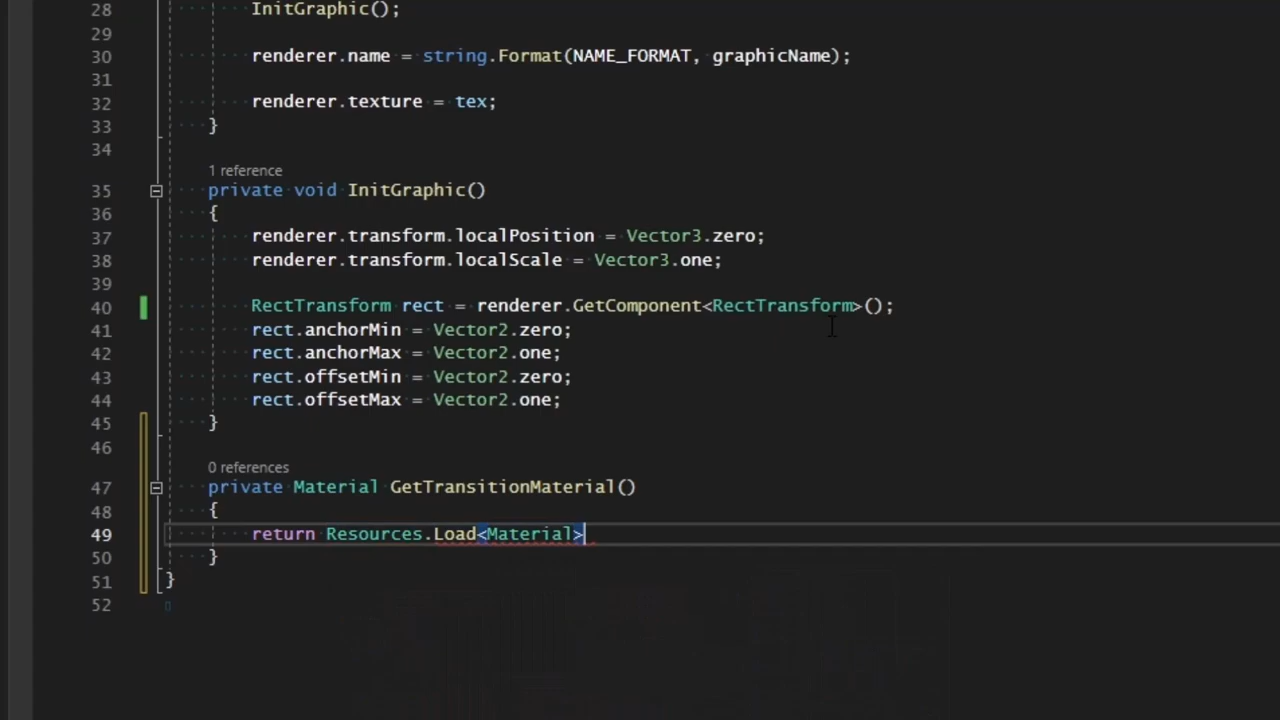 28 InitGraphic();
29
30 renderer.name = string.Format(NAME_FORMAT, graphicName);
31
32 renderer.texture = tex;
33 }
34
1 reference
35 private void InitGraphic()
36 {
37 renderer.transform.localPosition = Vector3.zero;
38 renderer.transform.localScale = Vector3.one;
39
40 RectTransform rect = renderer.GetComponent<RectTransform>();
41 rect.anchorMin = Vector2.zero;
42 rect.anchorMax = Vector2.one;
43 rect.offsetMin = Vector2.zero;
44 rect.offsetMax = Vector2.one;
45 }
46
0 references
47 private Material GetTransitionMaterial()
48 {
49 return Resources.Load<Material>
50 }
51 }
52